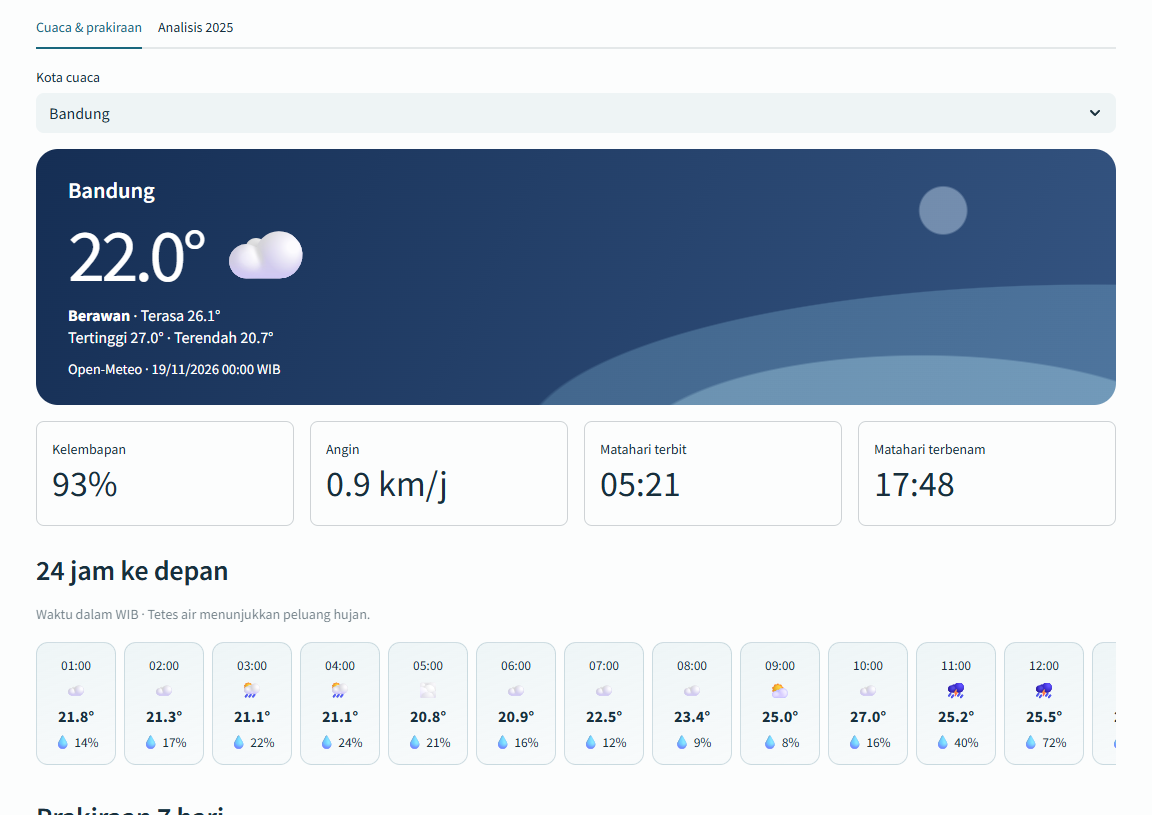 Cuaca & prakiraan Analisis 2025
Kota cuaca
Bandung
Bandung
22.0°
Berawan · Terasa 26.1°
Tertinggi 27.0° · Terendah 20.7°
Open-Meteo · 19/11/2026 00:00 WIB
Kelembapan Angin Matahari terbit Matahari terbenam
93% 0.9 km/j 05:21 17:48
24 jam ke depan
Waktu dalam WIB · Tetes air menunjukkan peluang hujan.
01:00 02:00 03:00 04:00 05:00 06:00 07:00 08:00 09:00 10:00 11:00 12:00
21.8° 21.3° 21.1° 21.1° 20.8° 20.9° 22.5° 23.4° 25.0° 27.0° 25.2° 25.5°
14% 17% 22% 24% 21% 16% 12% 9% 8% 16% 40% 72%
Prakiraan 7 hari